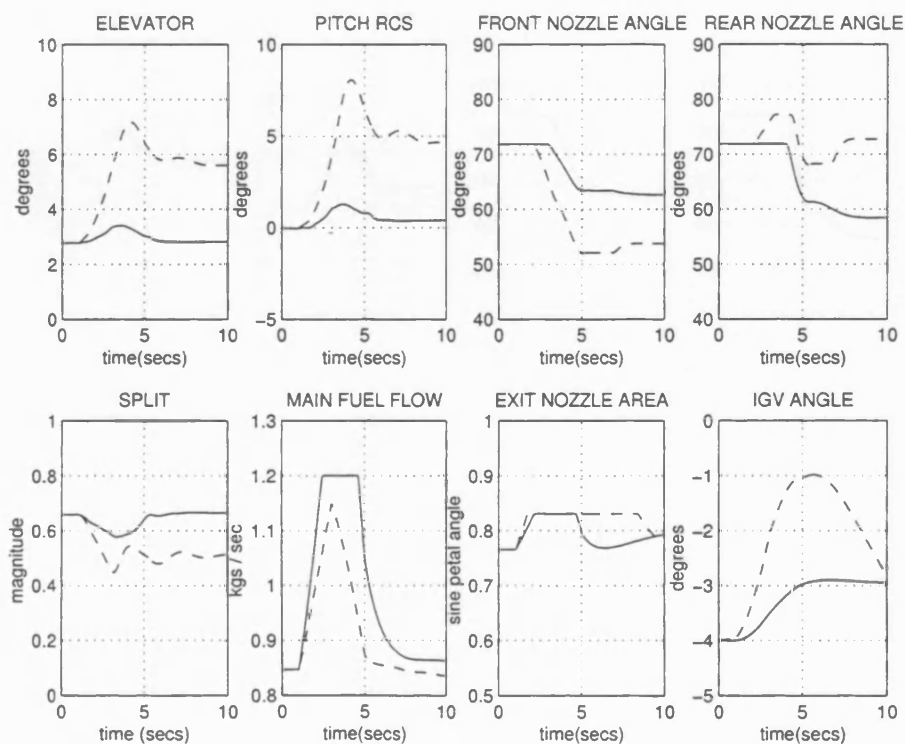 ELEVATOR
PITCH RCS
FRONT NOZZLE ANGLE
REAR NOZZLE ANGLE
10
8
6
4
2
0
degrees
0 5 10
time(secs)
10
5
0
-5
degrees
0 5 10
time(secs)
90
80
70
60
50
40
degrees
0 5 10
time(secs)
90
80
70
60
50
40
degrees
0 5 10
time(secs)
SPLIT
MAIN FUEL FLOW
EXIT NOZZLE AREA
IGV ANGLE
1
0.8
0.6
0.4
0.2
0
magnitude
0 5 10
time (secs)
1.3
1.2
1.1
1
0.9
0.8
kgs / sec
0 5 10
time(secs)
1
0.9
0.8
0.7
0.6
0.5
sine petal angle
0 5 10
time(secs)
0
-1
-2
-3
-4
-5
degrees
0 5 10
time(secs)